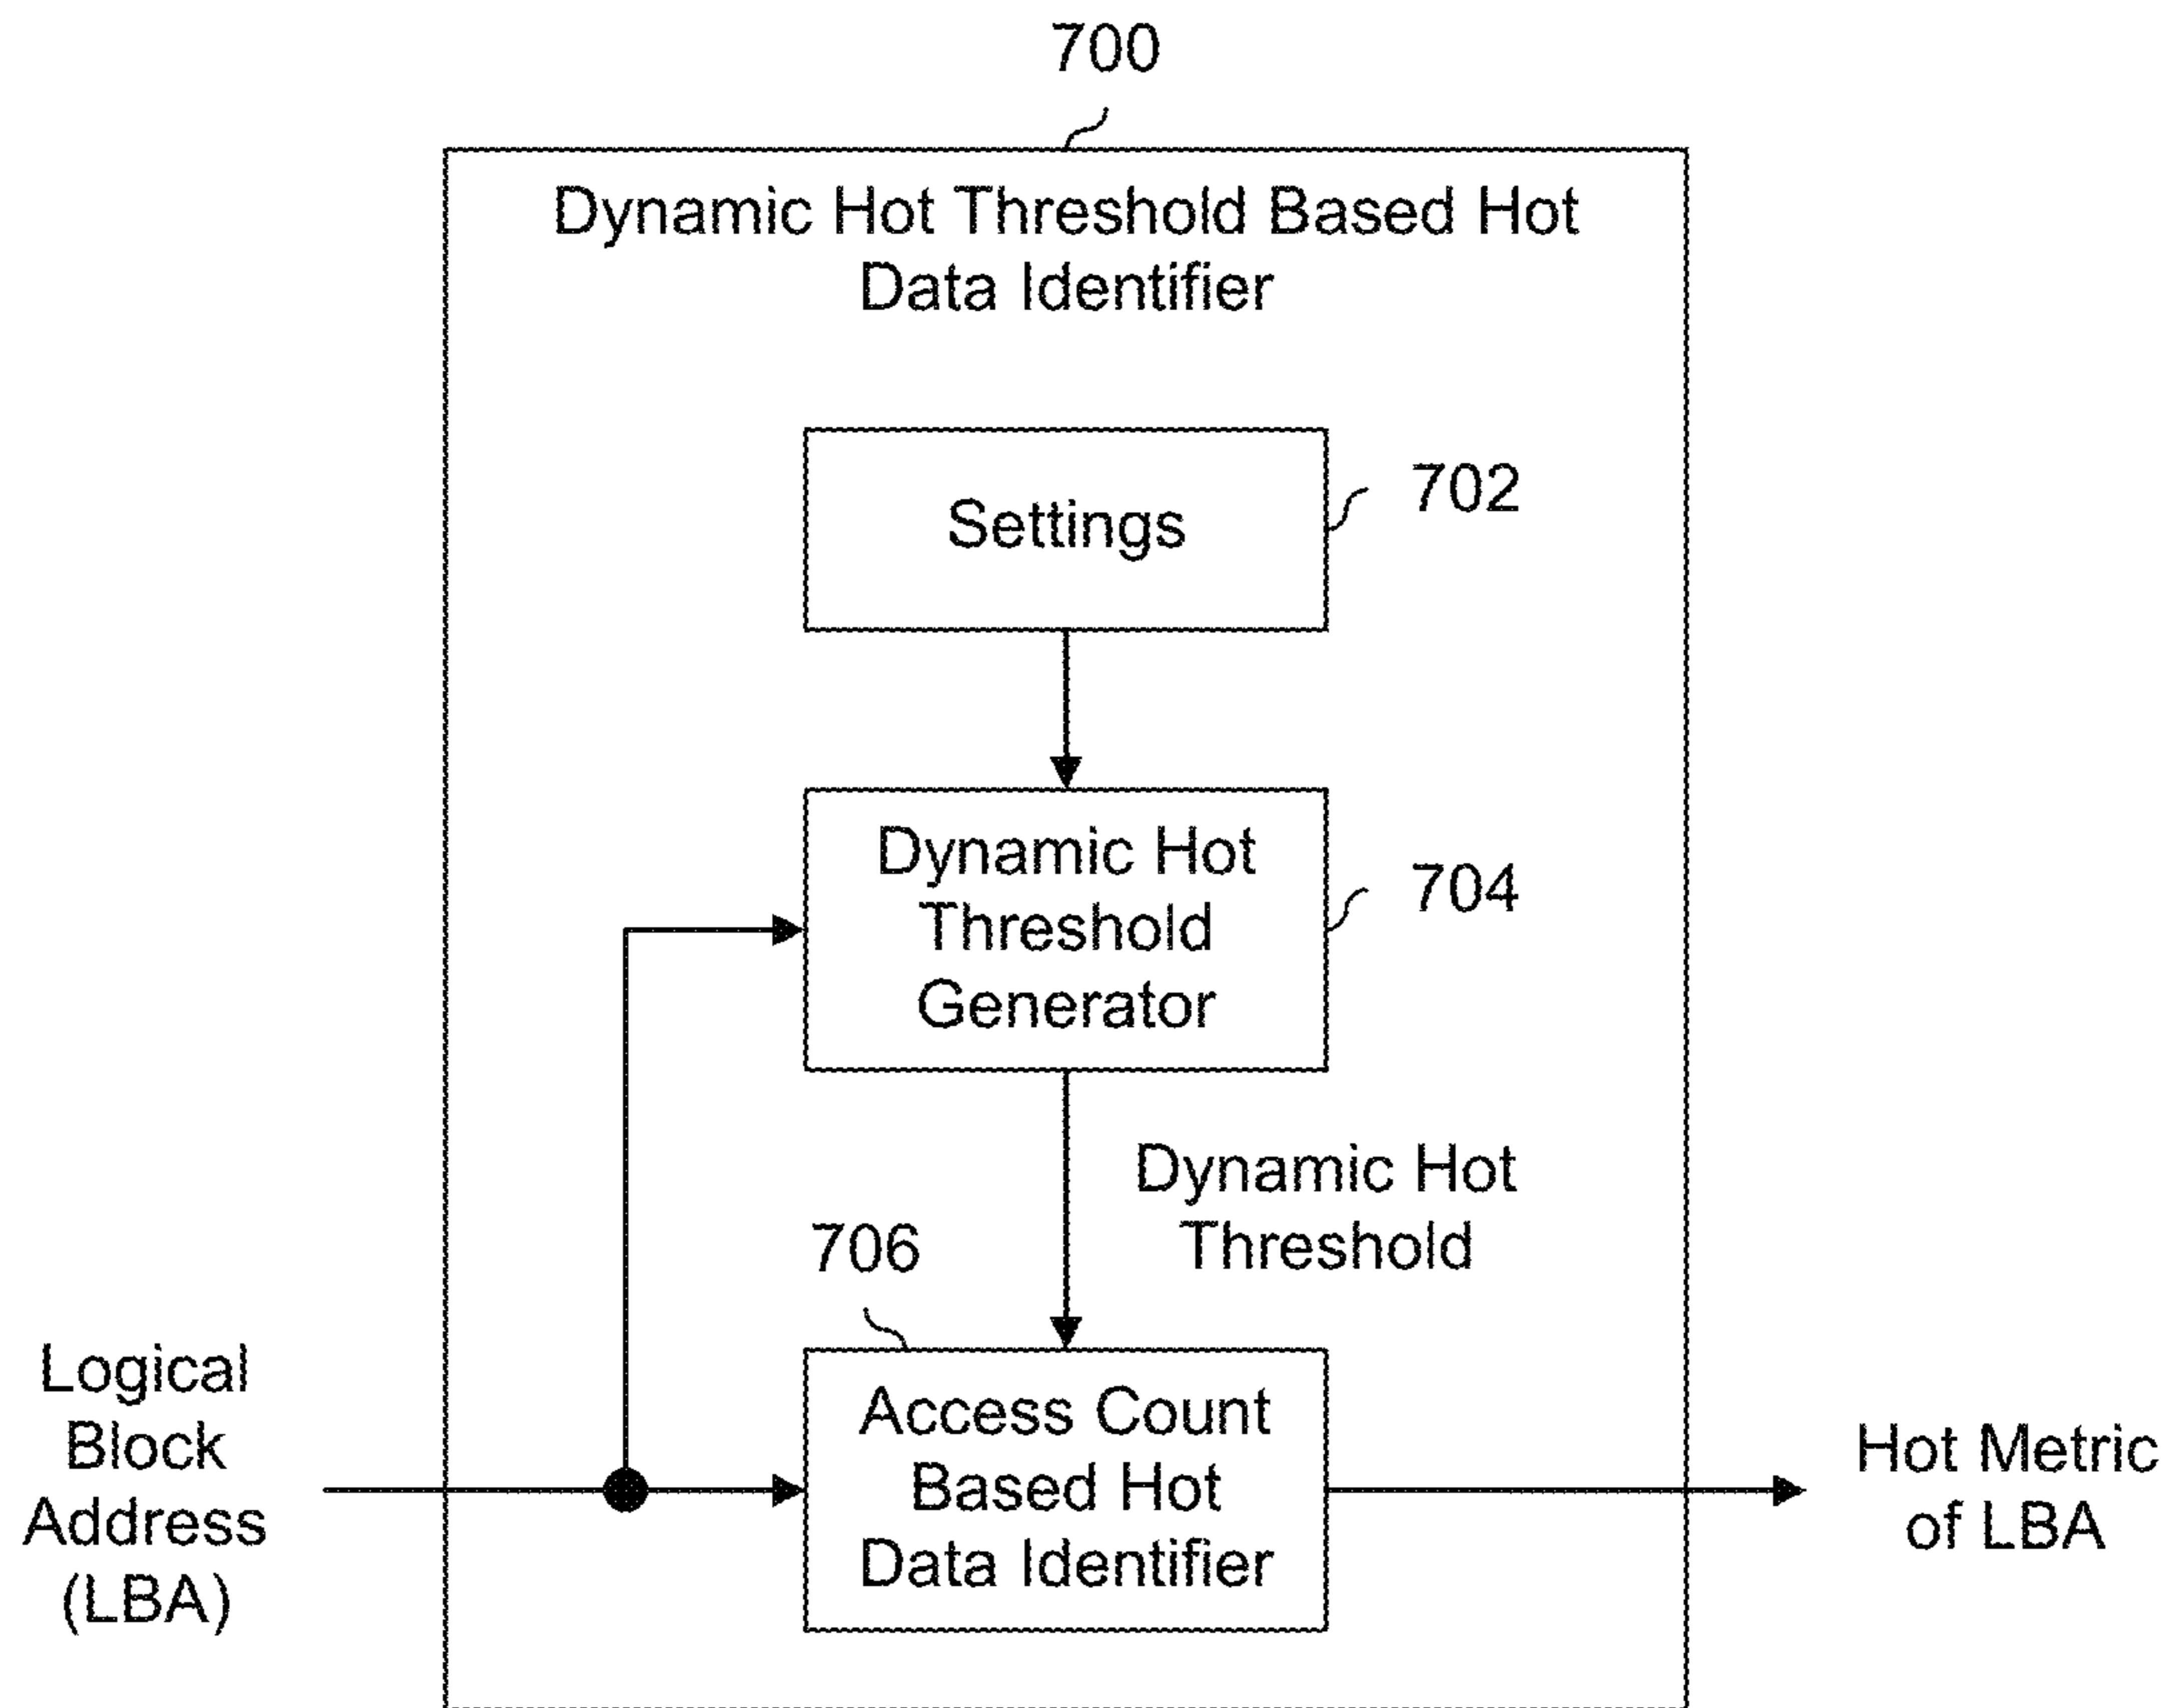 700
Dynamic Hot Threshold Based Hot
Data Identifier
Settings
702
Dynamic Hot
Threshold
Generator
704
Dynamic Hot
Threshold
706
Logical
Block
Address
(LBA)
Access Count
Based Hot
Data Identifier
Hot Metric
of LBA